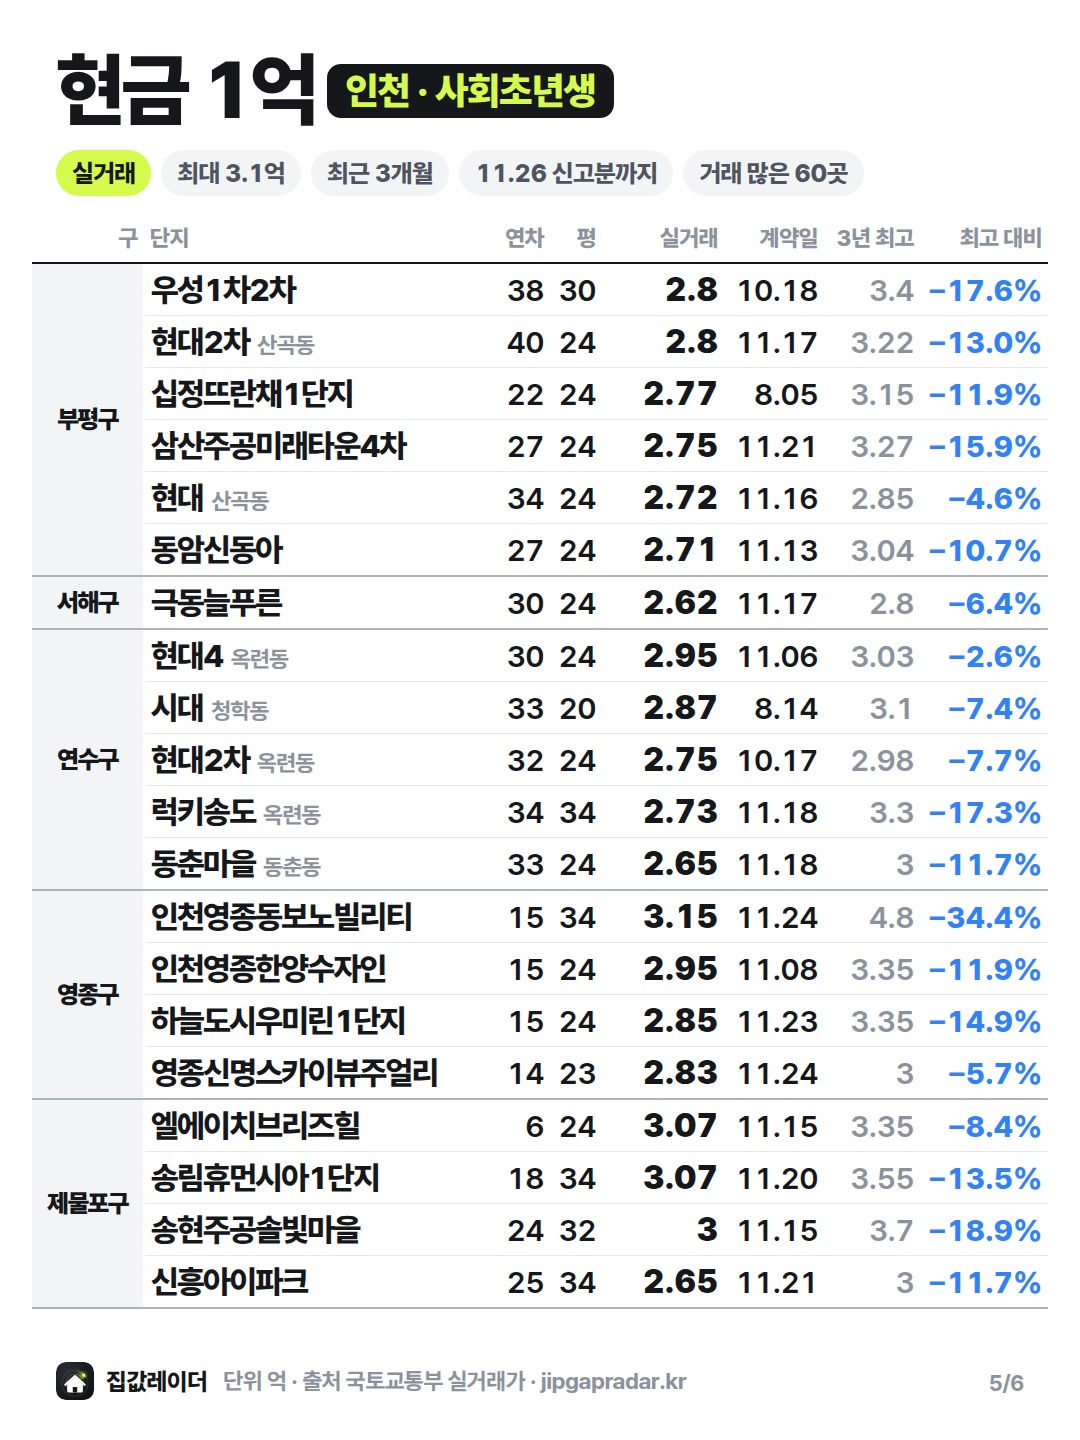 현금 1억 인천 · 사회초년생
실거래 최대 3.1억 최근 3개월 11.26 신고분까지 거래 많은 60곳
구 단지 연차 평 실거래 계약일 3년 최고 최고 대비
부평구
우성1차2차 38 30 2.8 10.18 3.4 −17.6%
현대2차 산곡동 40 24 2.8 11.17 3.22 −13.0%
십정뜨란채1단지 22 24 2.77 8.05 3.15 −11.9%
삼산주공미래타운4차 27 24 2.75 11.21 3.27 −15.9%
현대 산곡동 34 24 2.72 11.16 2.85 −4.6%
동암신동아 27 24 2.71 11.13 3.04 −10.7%
서해구 극동늘푸른 30 24 2.62 11.17 2.8 −6.4%
연수구
현대4 옥련동 30 24 2.95 11.06 3.03 −2.6%
시대 청학동 33 20 2.87 8.14 3.1 −7.4%
현대2차 옥련동 32 24 2.75 10.17 2.98 −7.7%
럭키송도 옥련동 34 34 2.73 11.18 3.3 −17.3%
동춘마을 동춘동 33 24 2.65 11.18 3 −11.7%
영종구
인천영종동보노빌리티 15 34 3.15 11.24 4.8 −34.4%
인천영종한양수자인 15 24 2.95 11.08 3.35 −11.9%
하늘도시우미린1단지 15 24 2.85 11.23 3.35 −14.9%
영종신명스카이뷰주얼리 14 23 2.83 11.24 3 −5.7%
제물포구
엘에이치브리즈힐 6 24 3.07 11.15 3.35 −8.4%
송림휴먼시아1단지 18 34 3.07 11.20 3.55 −13.5%
송현주공솔빛마을 24 32 3 11.15 3.7 −18.9%
신흥아이파크 25 34 2.65 11.21 3 −11.7%
집값레이더 단위 억 · 출처 국토교통부 실거래가 · jipgapradar.kr 5/6